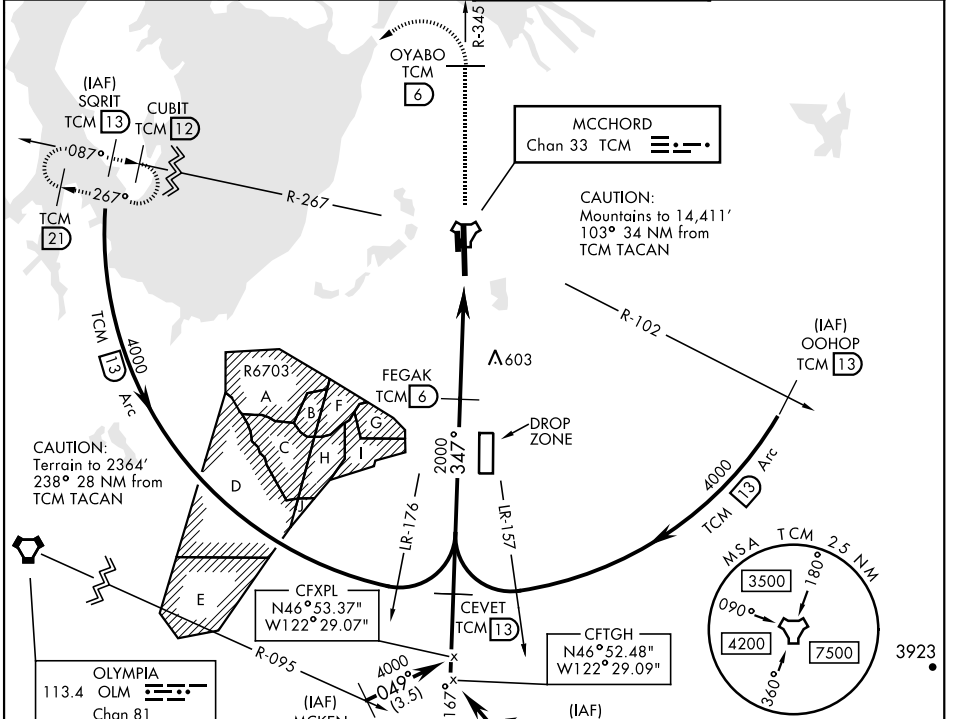 R-345
OYABO
TCM
6
(IAF)
SQRIT
TCM 13
CUBIT
TCM 12
087°
267°
TCM
21
R-267
MCCHORD
Chan 33 TCM
CAUTION:
Mountains to 14,411'
103° 34 NM from
TCM TACAN
R-102
(IAF)
OOHOP
TCM 13
4000
TCM 13 Arc
R6703
A
B
F
G
C
H
I
J
D
E
FEGAK
TCM 6
603
DROP
ZONE
2000
347°
4000
TCM 13 Arc
CAUTION:
Terrain to 2364'
238° 28 NM from
TCM TACAN
LR-176
LR-157
CFXPL
N46° 53.37"
W122° 29.07"
CEVET
TCM 13
CFTGH
N46° 52.48"
W122° 29.09"
MSA TCM 25 NM
3500
180°
090°
4200
7500
360°
3923
R-095
OLYMPIA
113.4 OLM
Chan 81
4000
049°
(3.5)
(IAF)
MCKEN
167°
(IAF)